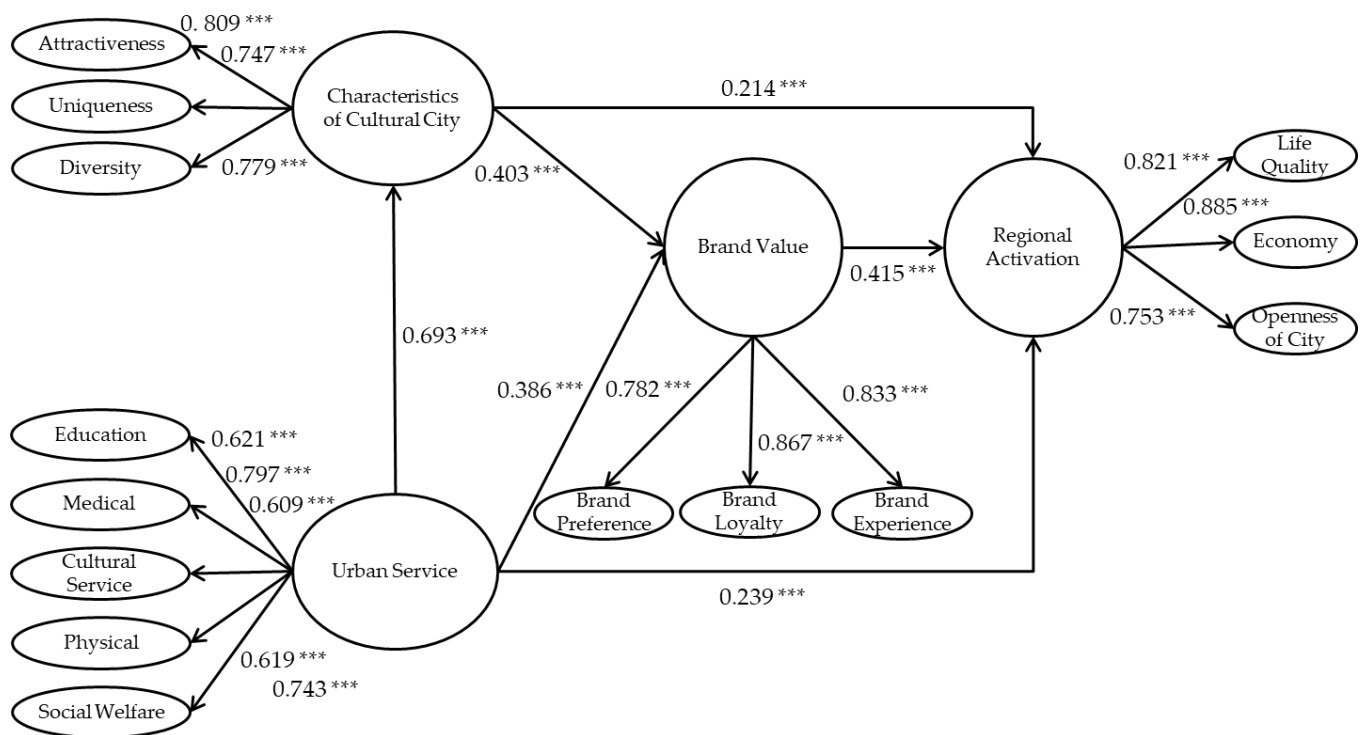 0. 809 ***
Attractiveness
0.747 ***
Uniqueness
Diversity
0.779 ***
Characteristics
of Cultural City
0.214 ***
0.403 ***
Brand Value
0.415 ***
Regional
Activation
0.821 ***
Life
Quality
0.885 ***
Economy
0.753 ***
Openness
of City
0.693 ***
0.386 ***
0.782 ***
0.867 ***
0.833 ***
Brand
Preference
Brand
Loyalty
Brand
Experience
Education
0.621 ***
0.797 ***
0.609 ***
Medical
Cultural
Service
Physical
Social Welfare
0.619 ***
0.743 ***
Urban Service
0.239 ***